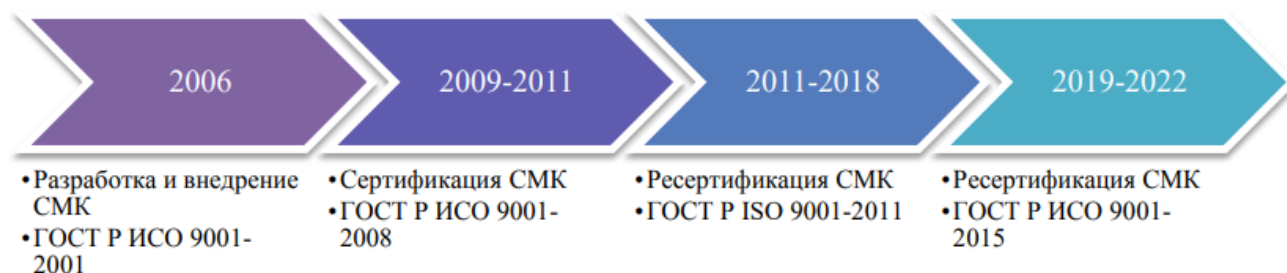 2006
•Разработка и внедрение
СМК
•ГОСТ Р ИСО 9001-
2001
2009-2011
•Сертификация СМК
•ГОСТ Р ИСО 9001-
2008
2011-2018
•Ресертификация СМК
•ГОСТ Р ISO 9001-2011
2019-2022
•Ресертификация СМК
•ГОСТ Р ИСО 9001-
2015